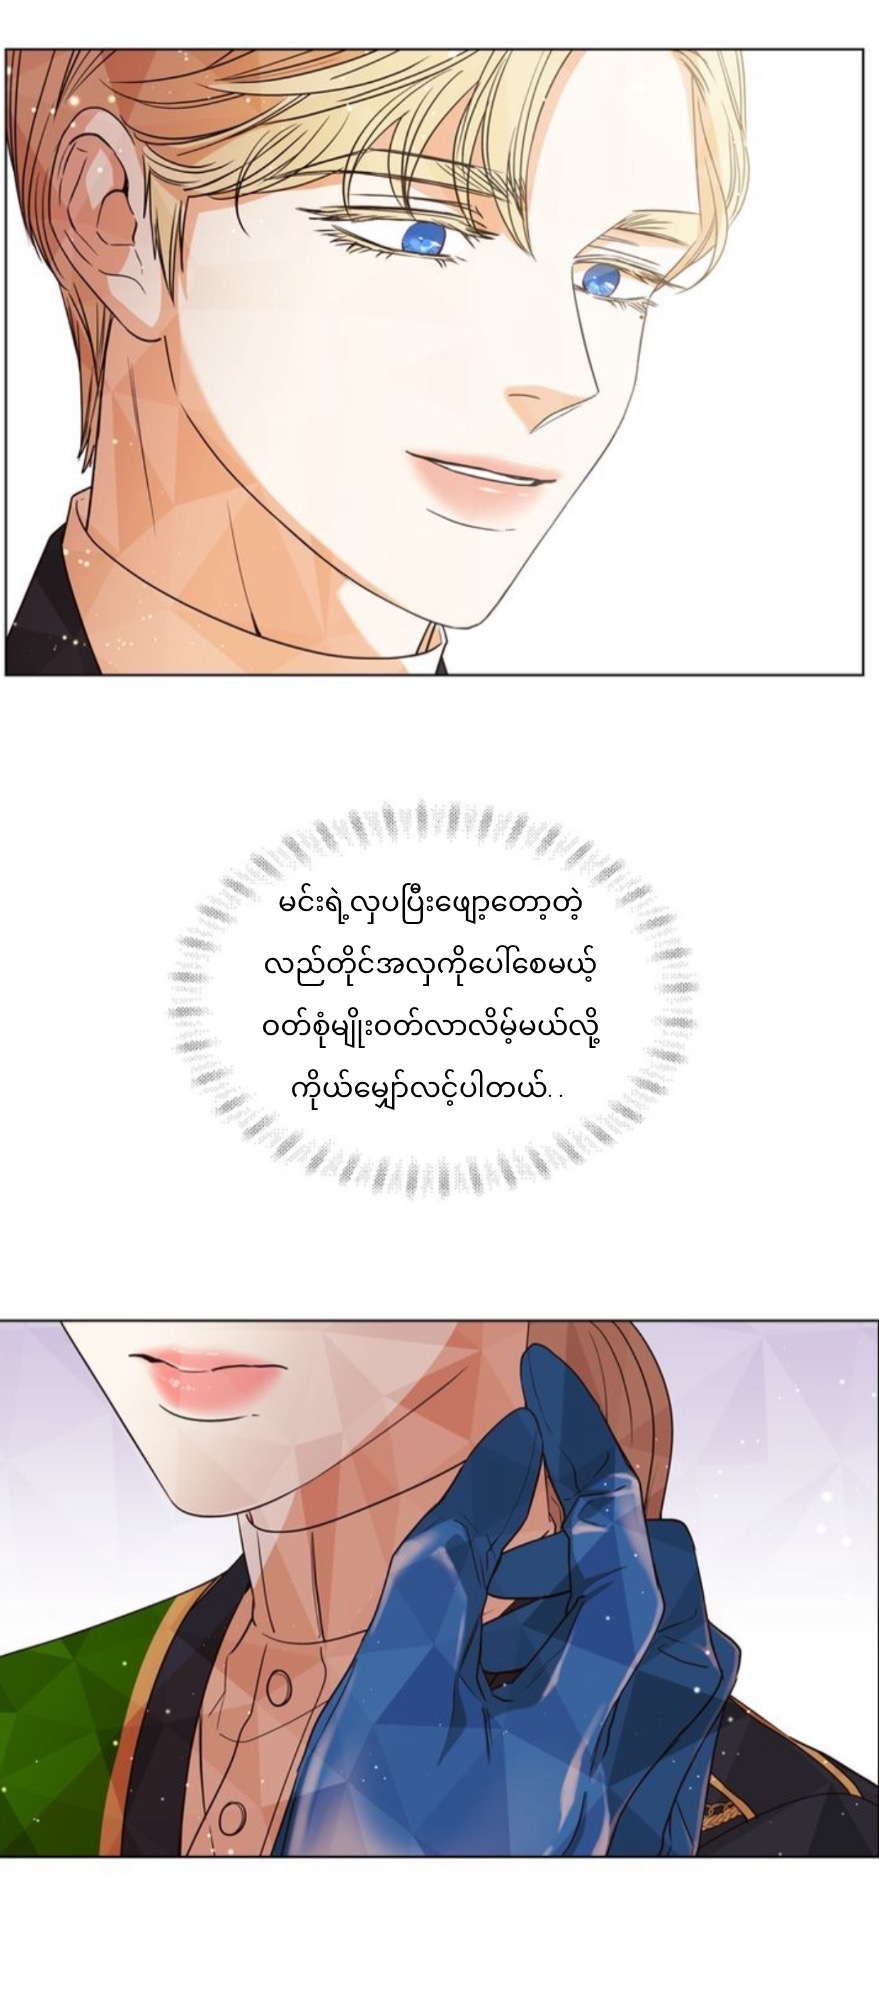 မင်းရဲ့လှပပြီးဖျော့တော့တဲ့
လည်တိုင်အလှကိုပေါ်စေမယ့်
ဝတ်စုံမျိုးဝတ်လာလိမ့်မယ်လို့
ကိုယ်မျှော်လင့်ပါတယ်. .